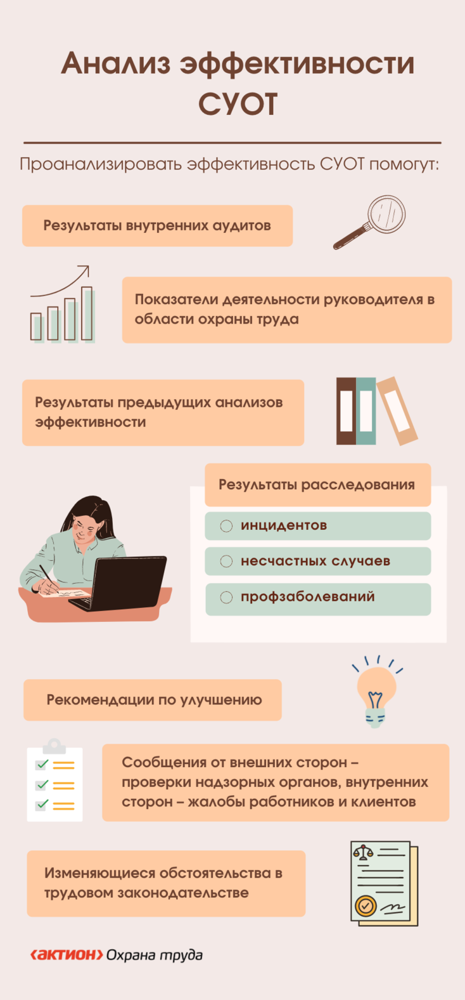 Анализ эффективности
СУОТ
Проанализировать эффективность СУОТ помогут:
Результаты внутренних аудитов
Показатели деятельности руководителя в
области охраны труда
Результаты предыдущих анализов
эффективности
Результаты расследования
инцидентов
несчастных случаев
профзаболеваний
Рекомендации по улучшению
Сообщения от внешних сторон –
проверки надзорных органов, внутренних
сторон – жалобы работников и клиентов
Изменяющиеся обстоятельства в
трудовом законодательстве
‹актион› Охрана труда